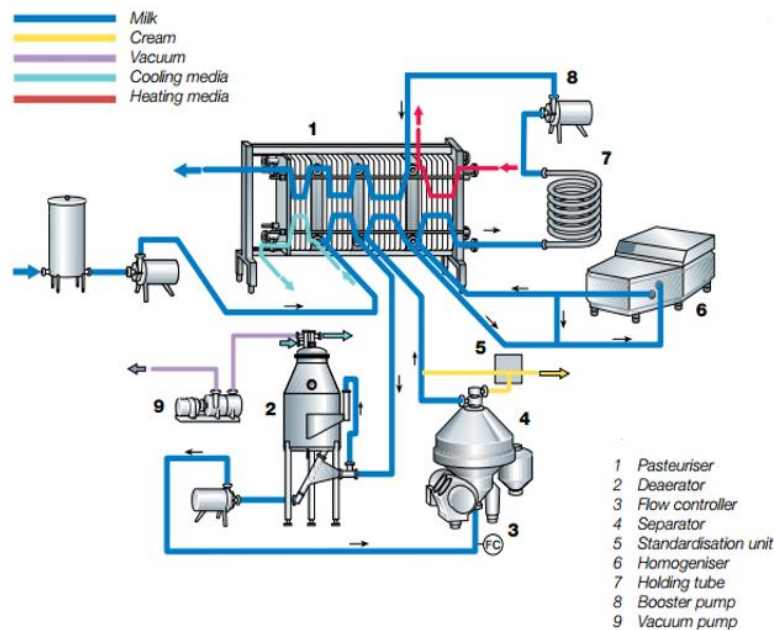 Milk
Cream
Vacuum
Cooling media
Heating media
1
8
7
6
5
2
9
4
3
FC
1 Pasteuriser
2 Deaerator
3 Flow controller
4 Separator
5 Standardisation unit
6 Homogeniser
7 Holding tube
8 Booster pump
9 Vacuum pump